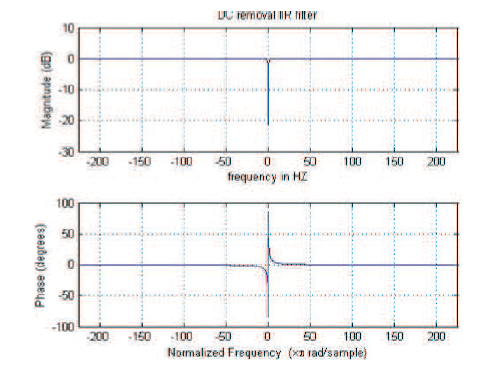 DC removal IIR filter
10
0
-10
-20
-30
Magnitude (dB)
-200 -150 -100 -50 0 50 100 150 200
frequency in HZ
100
50
0
-50
-100
Phase (degrees)
-200 -150 -100 -50 0 50 100 150 200
Normalized Frequency (×π rad/sample)